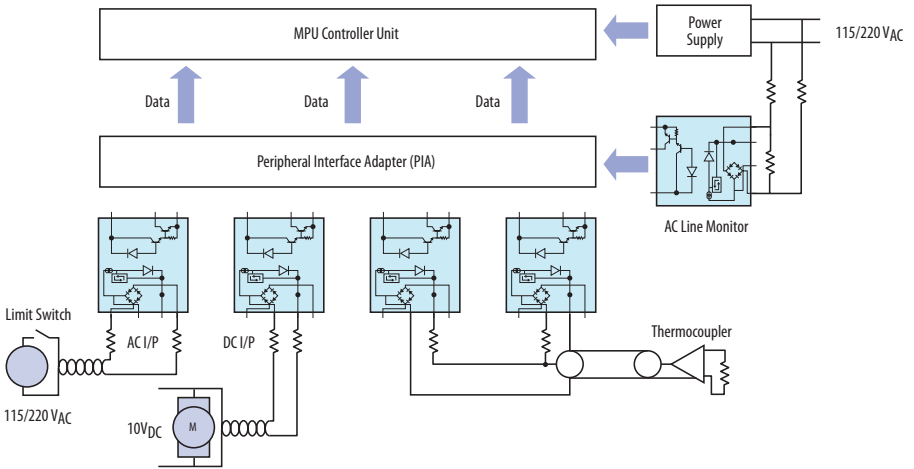 MPU Controller Unit
Power
Supply
115/220 VAC
Data
Data
Data
Peripheral Interface Adapter (PIA)
AC Line Monitor
Limit Switch
AC I/P
DC I/P
Thermocoupler
115/220 VAC
10VDC
M